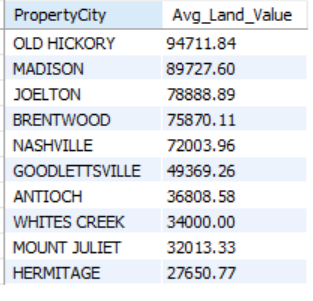 PropertyCity Avg_Land_Value
OLD HICKORY 94711.84
MADISON 89727.60
JOELTON 78888.89
BRENTWOOD 75870.11
NASHVILLE 72003.96
GOODLETTSVILLE 49369.26
ANTIOCH 36808.58
WHITES CREEK 34000.00
MOUNT JULIET 32013.33
HERMITAGE 27650.77